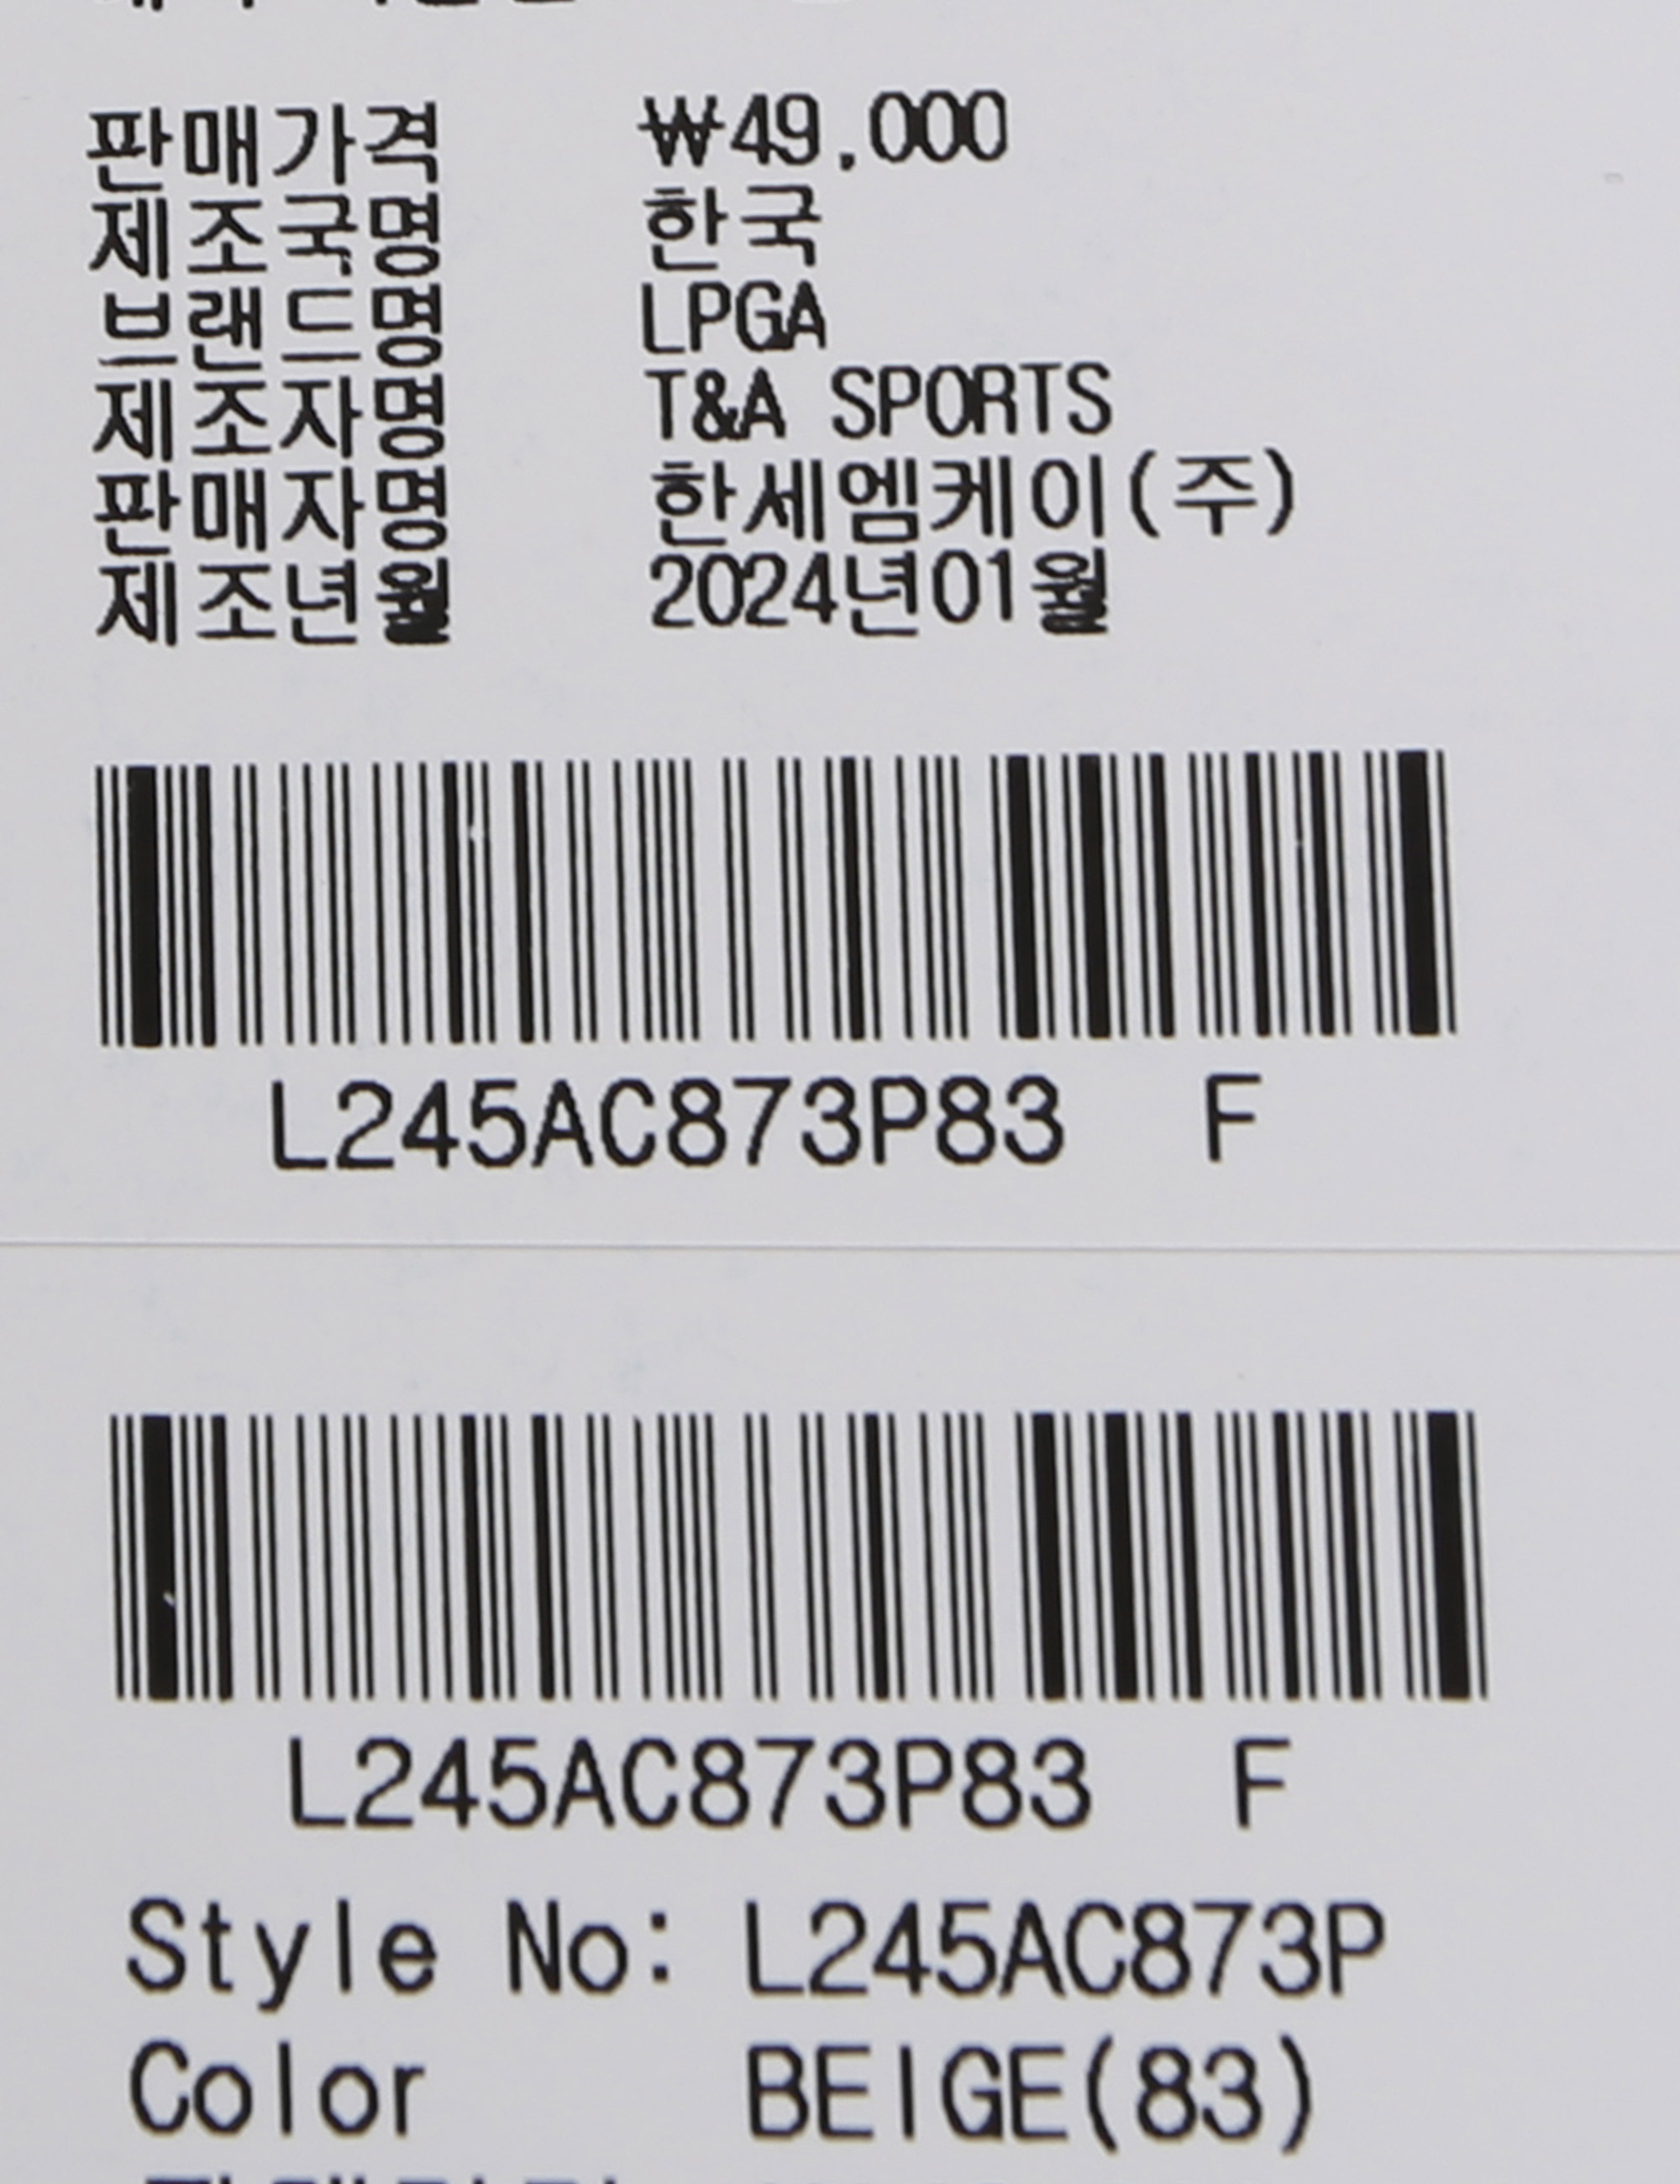 판매가격 ₩49.000
제조국명 한국
브랜드명 LPGA
제조자명 T&A SPORTS
판매자명 한세엠케이(주)
제조년월 2024년01월
L245AC873P83 F
L245AC873P83 F
Style No: L245AC873P
Color BEIGE(83)